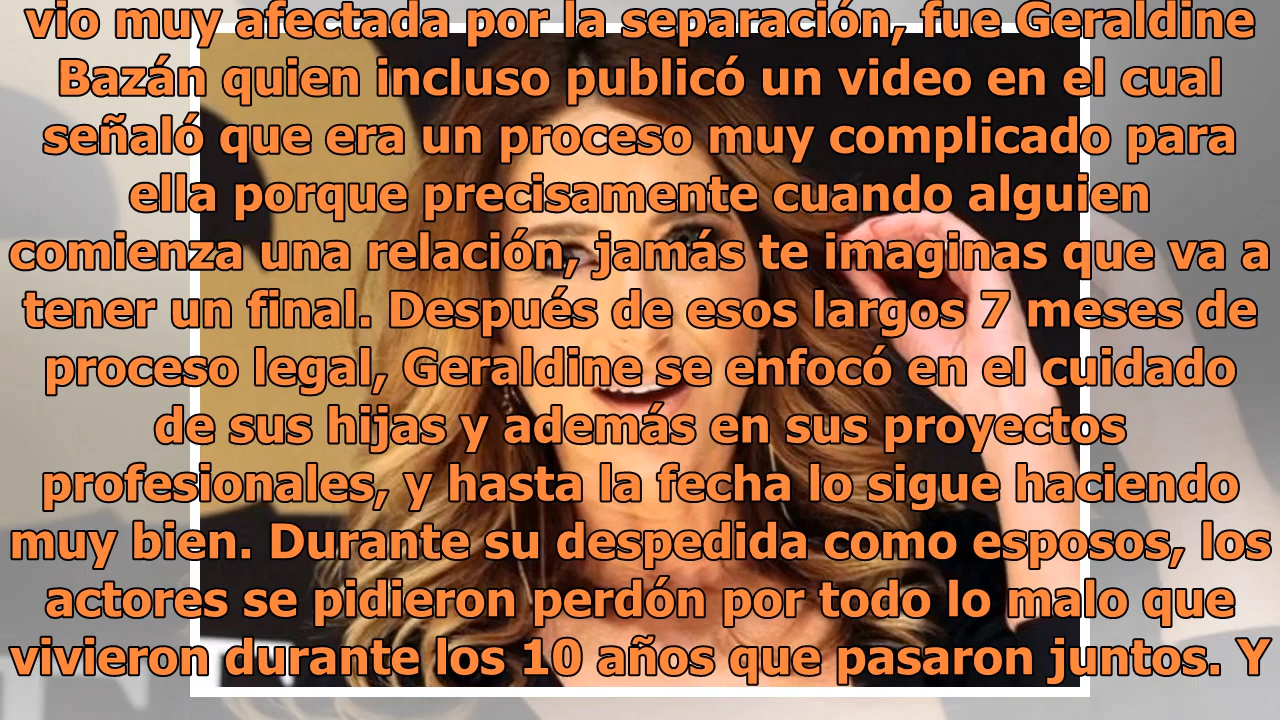 vio muy afectada por la separación, fue Geraldine
Bazán quien incluso publicó un video en el cual
señaló que era un proceso muy complicado para
ella porque precisamente cuando alguien
comienza una relación, jamás te imaginas que va a
tener un final. Después de esos largos 7 meses de
proceso legal, Geraldine se enfocó en el cuidado
de sus hijas y además en sus proyectos
profesionales, y hasta la fecha lo sigue haciendo
muy bien. Durante su despedida como esposos, los
actores se pidieron perdón por todo lo malo que
vivieron durante los 10 años que pasaron juntos. Y